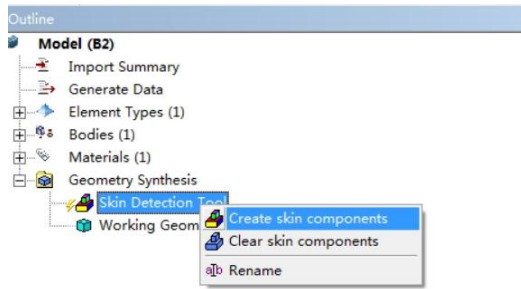 Outline
Model (B2)
Import Summary
Generate Data
Element Types (1)
Bodies (1)
Materials (1)
Geometry Synthesis
Skin Detection Tool
Create skin components
Working Geom
Clear skin components
Rename